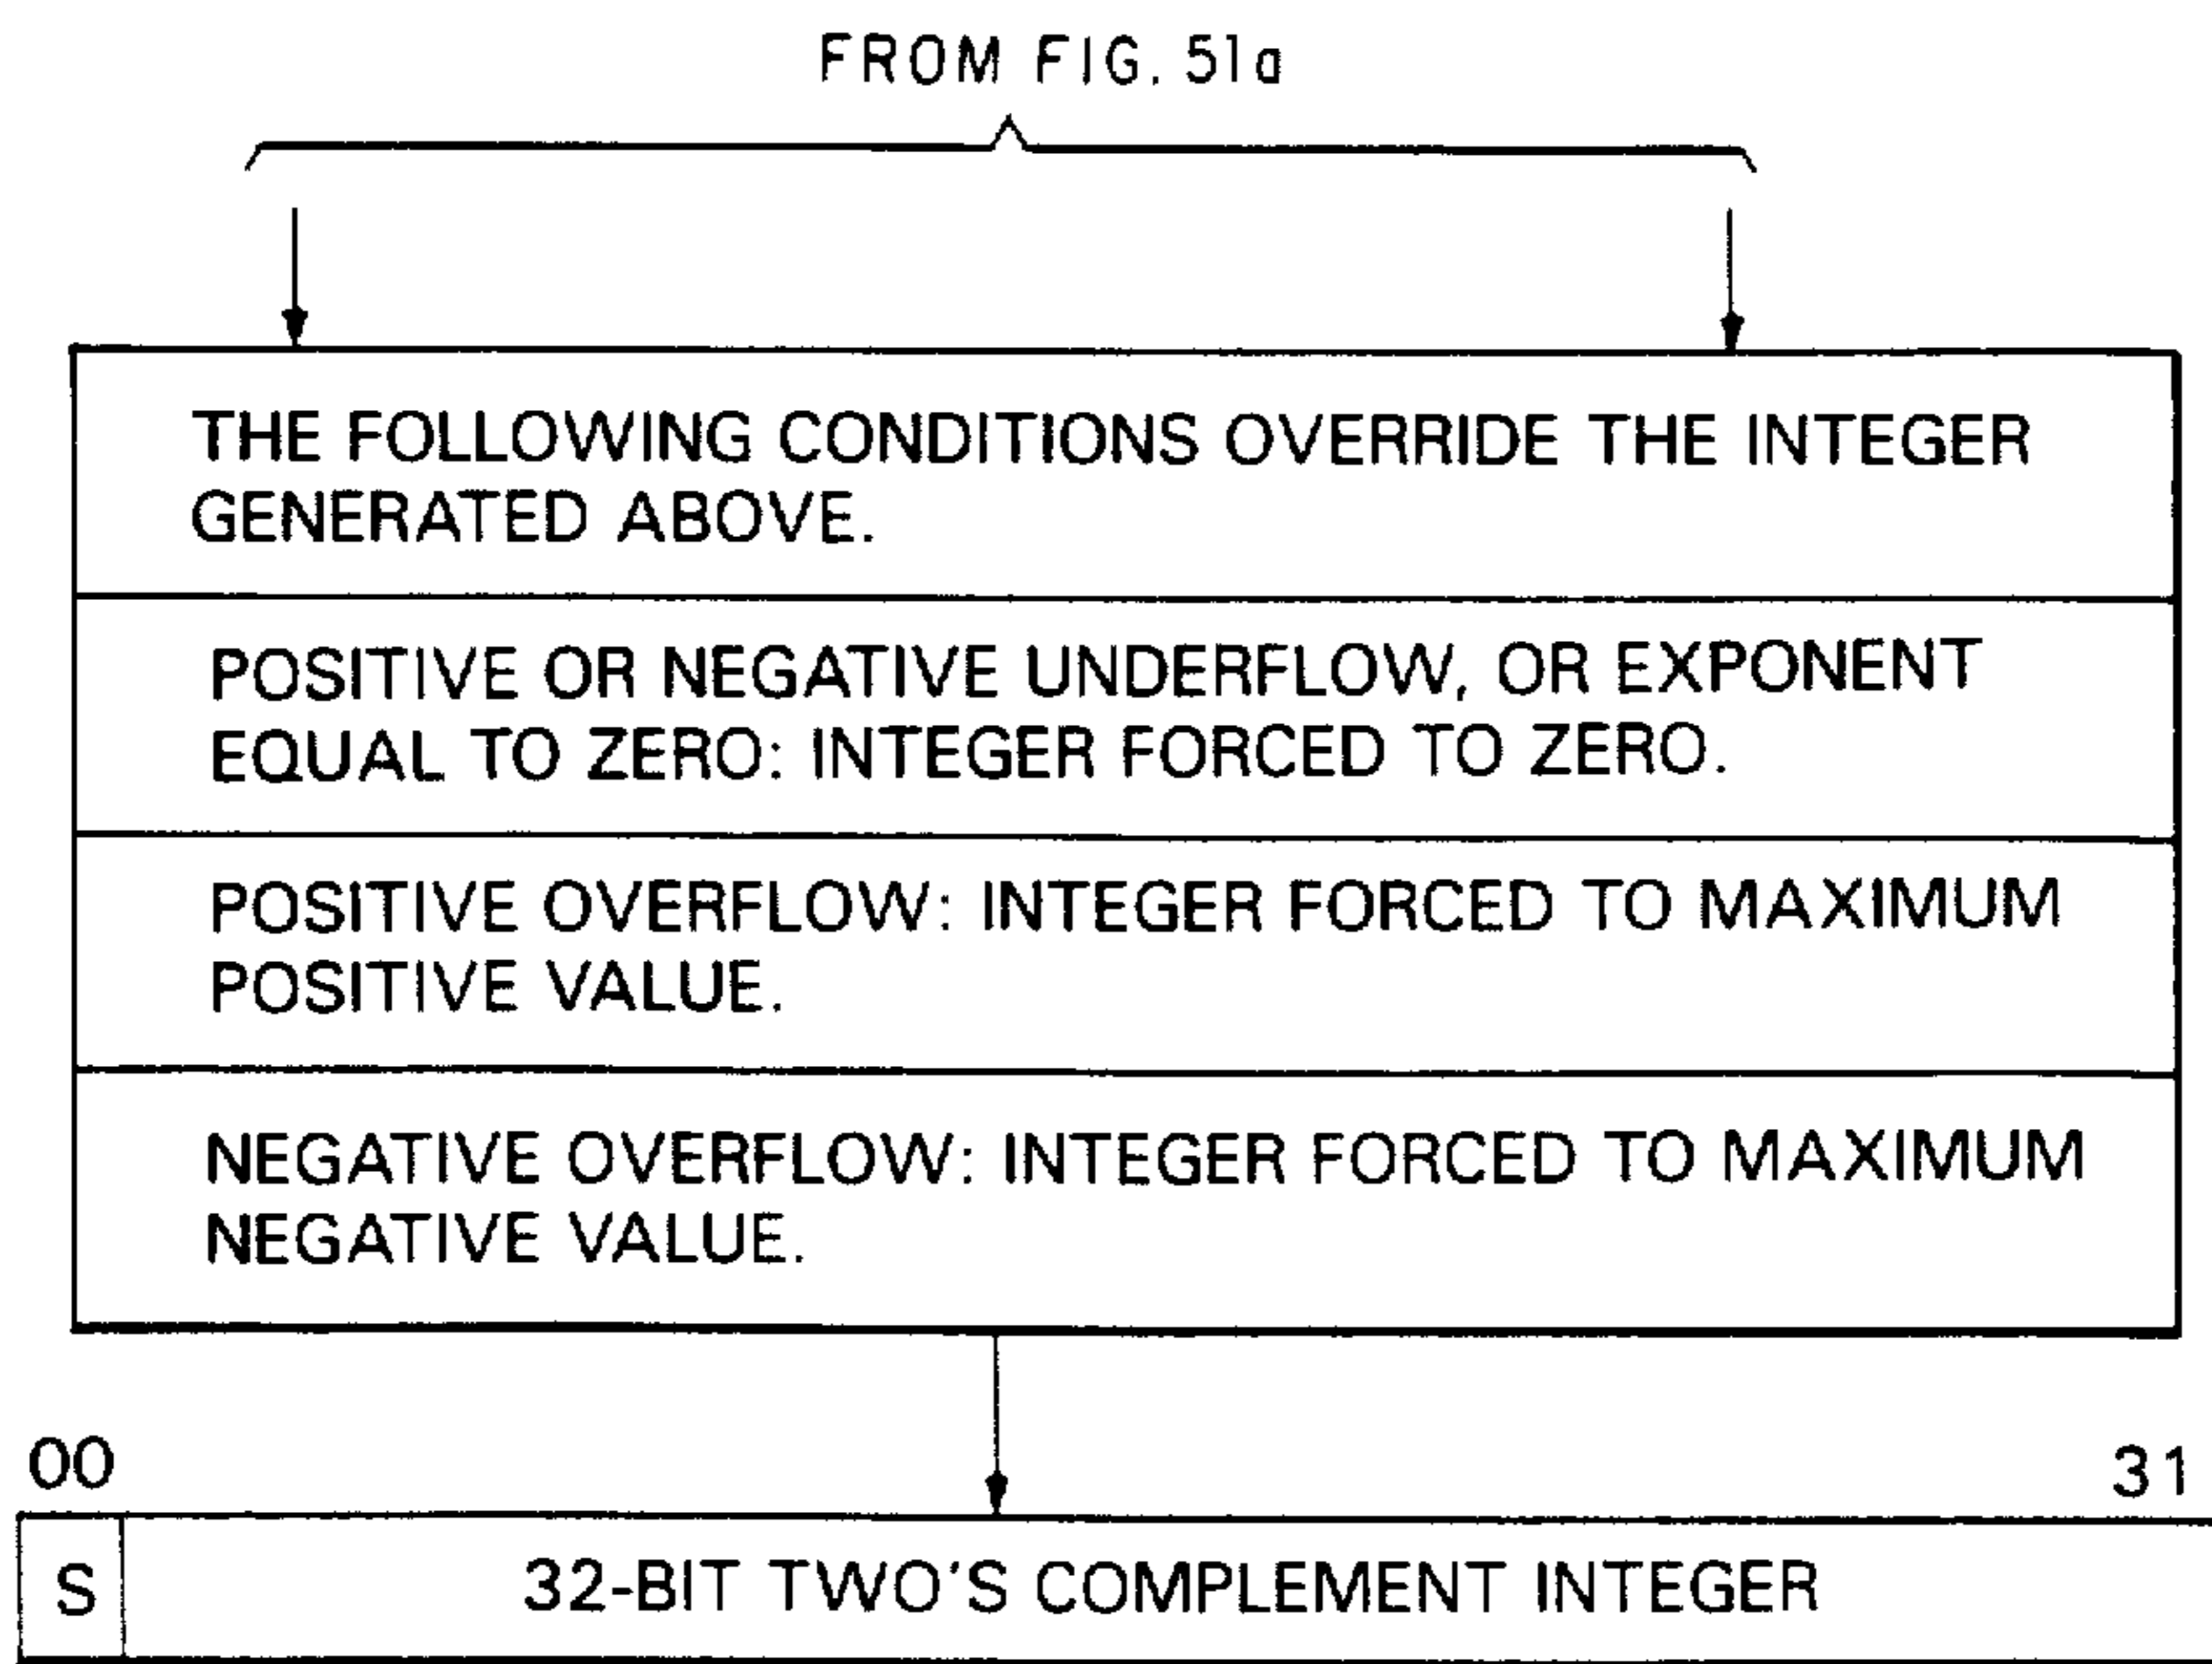 FROM FIG. 51a
THE FOLLOWING CONDITIONS OVERRIDE THE INTEGER
GENERATED ABOVE.
POSITIVE OR NEGATIVE UNDERFLOW, OR EXPONENT
EQUAL TO ZERO: INTEGER FORCED TO ZERO.
POSITIVE OVERFLOW: INTEGER FORCED TO MAXIMUM
POSITIVE VALUE.
NEGATIVE OVERFLOW: INTEGER FORCED TO MAXIMUM
NEGATIVE VALUE.
00 31
S 32-BIT TWO'S COMPLEMENT INTEGER